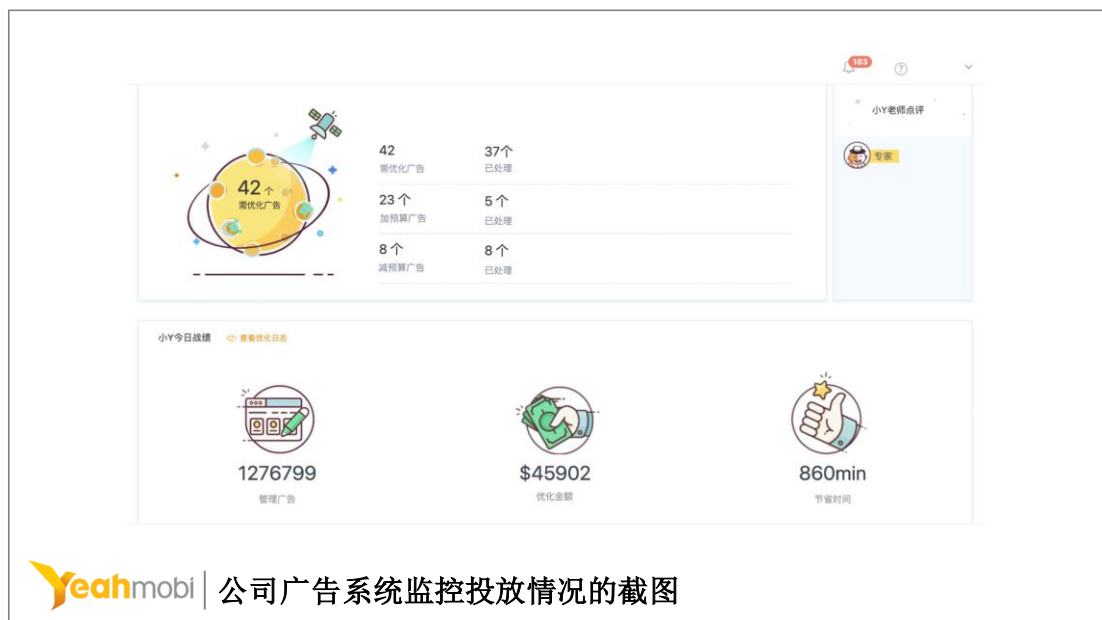 183
?
小Y老师点评
专家
42个
需优化广告
42
37个
需优化广告
已处理
23个
5个
加预算广告
已处理
8个
8个
减预算广告
已处理
小Y今日战绩
查看优化日志
1276799
$45902
860min
管理广告
优化金额
节省时间
Yeahmobi
公司广告系统监控投放情况的截图